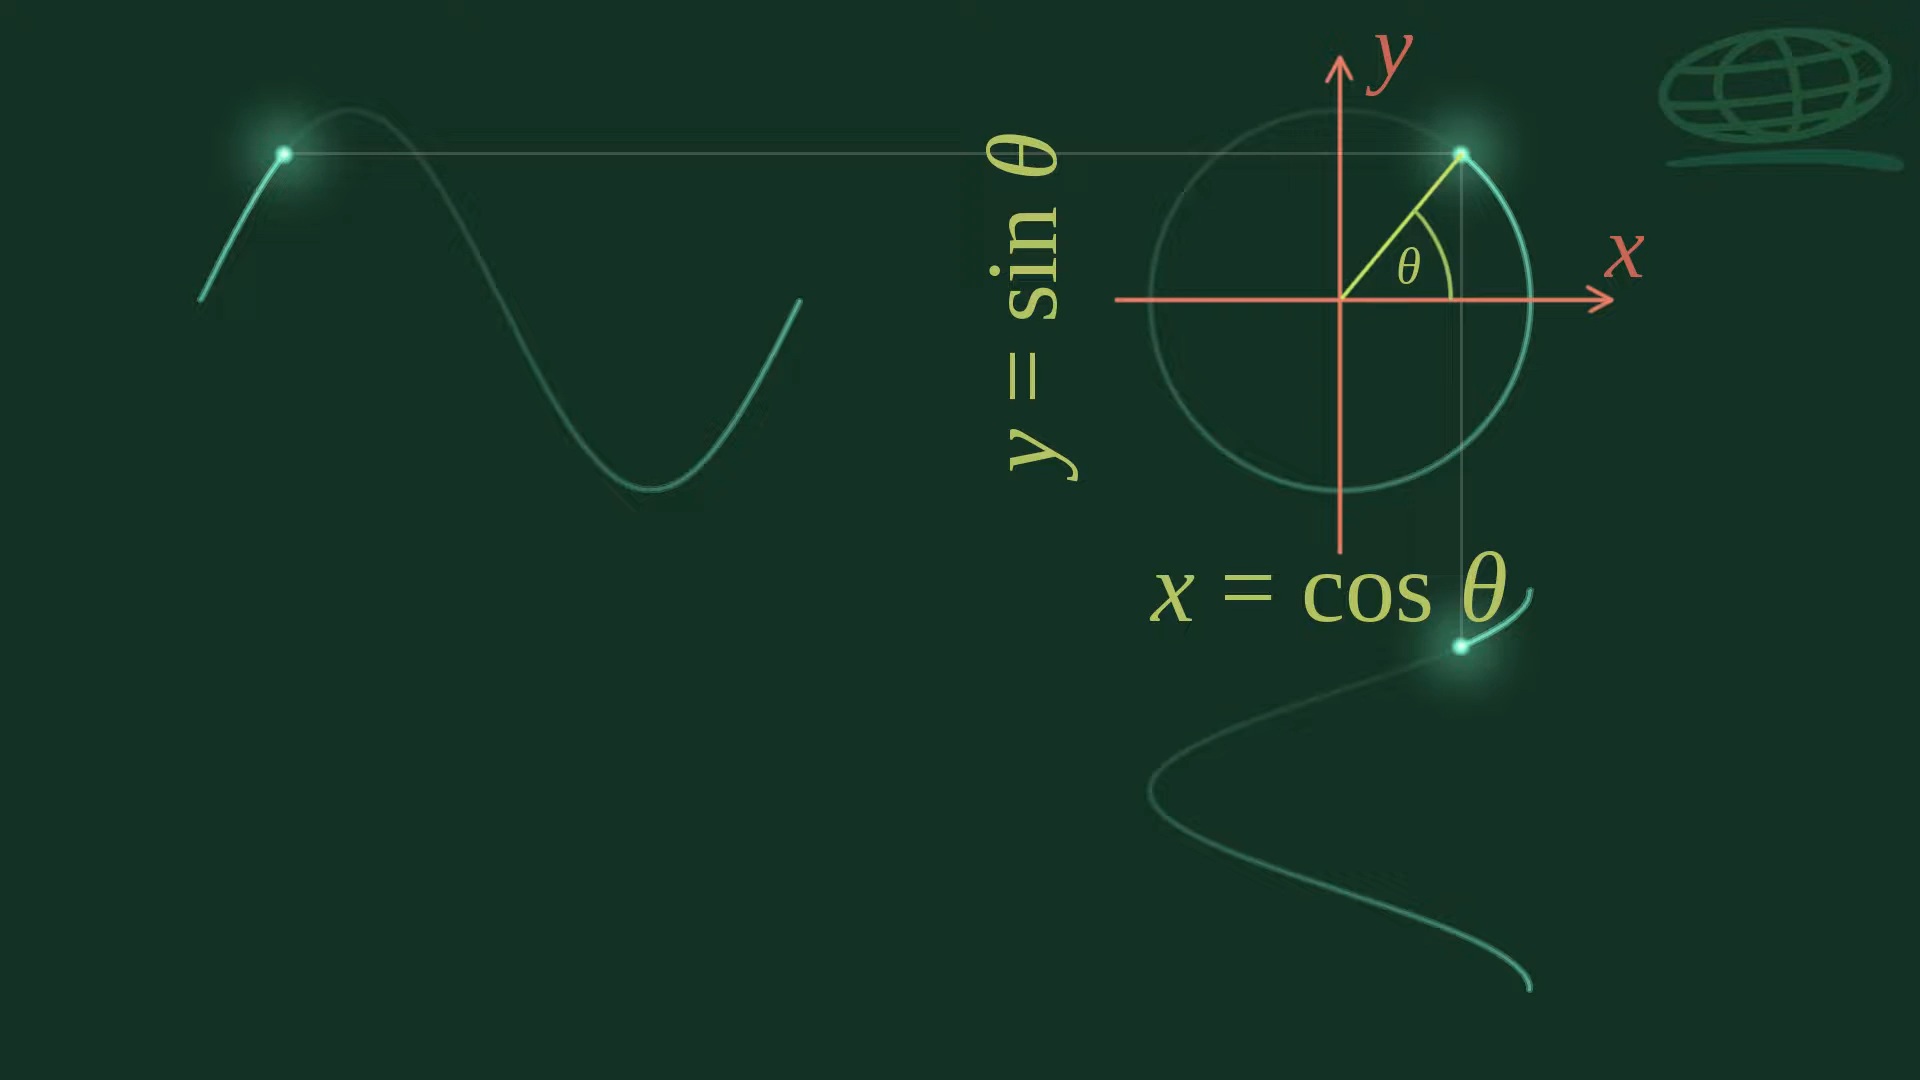 y
x
θ
y = sin θ
x = cos θ